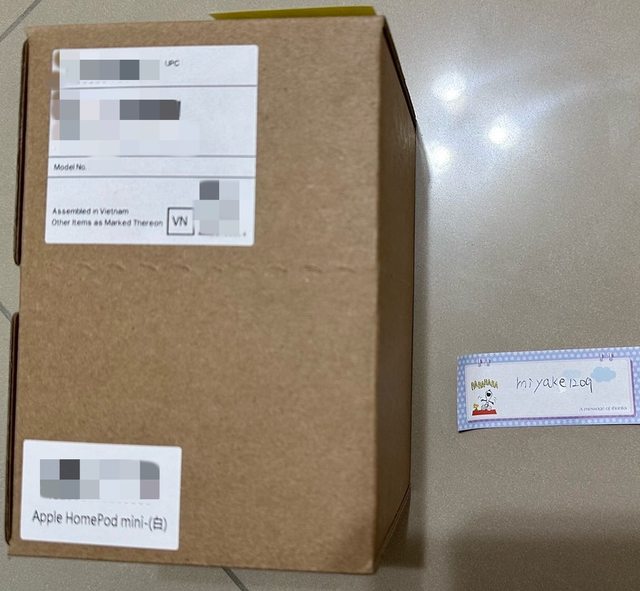 UPC
Model No.
Assembled in Vietnam
Other Items as Marked Thereon
VN
Apple HomePod mini-(白)
HAHAHAHA
miyake1209
A message of thanks